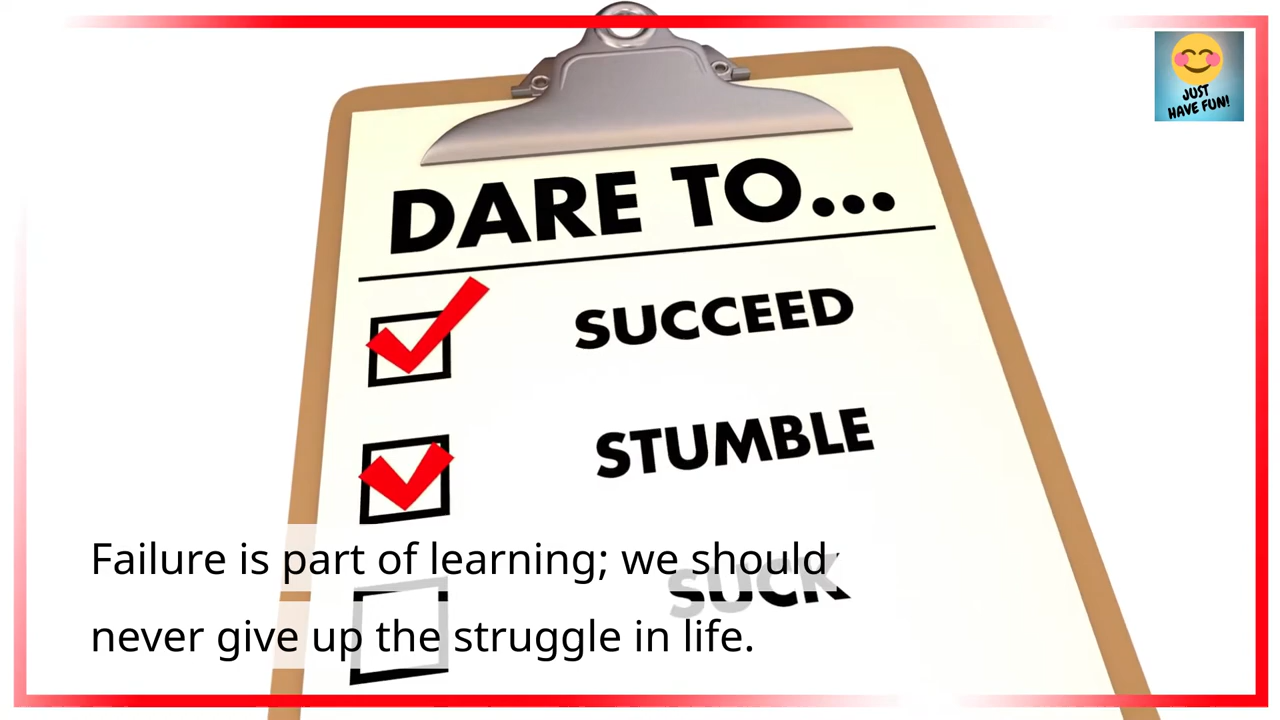 JUST
HAVE FUN!
DARE TO...
SUCCEED
STUMBLE
SUCK
Failure is part of learning; we should
never give up the struggle in life.